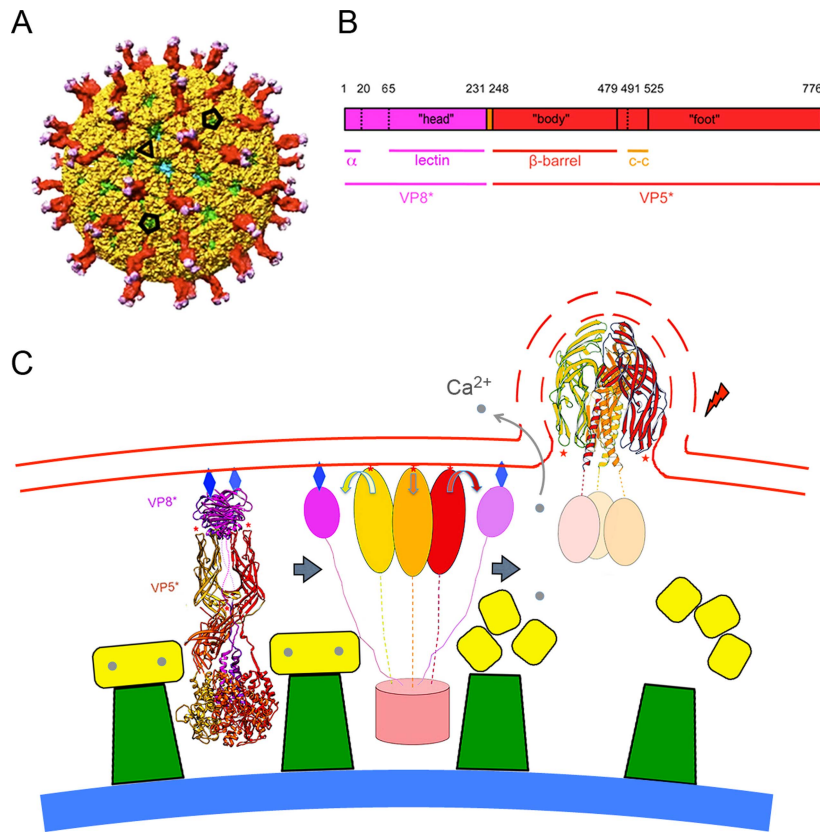 A
B
1 20 65 231 248 479 491 525 776
"head" "body" "foot"
α lectin β-barrel c-c
VP8* VP5*
C
Ca2+
VP8*
VP5*